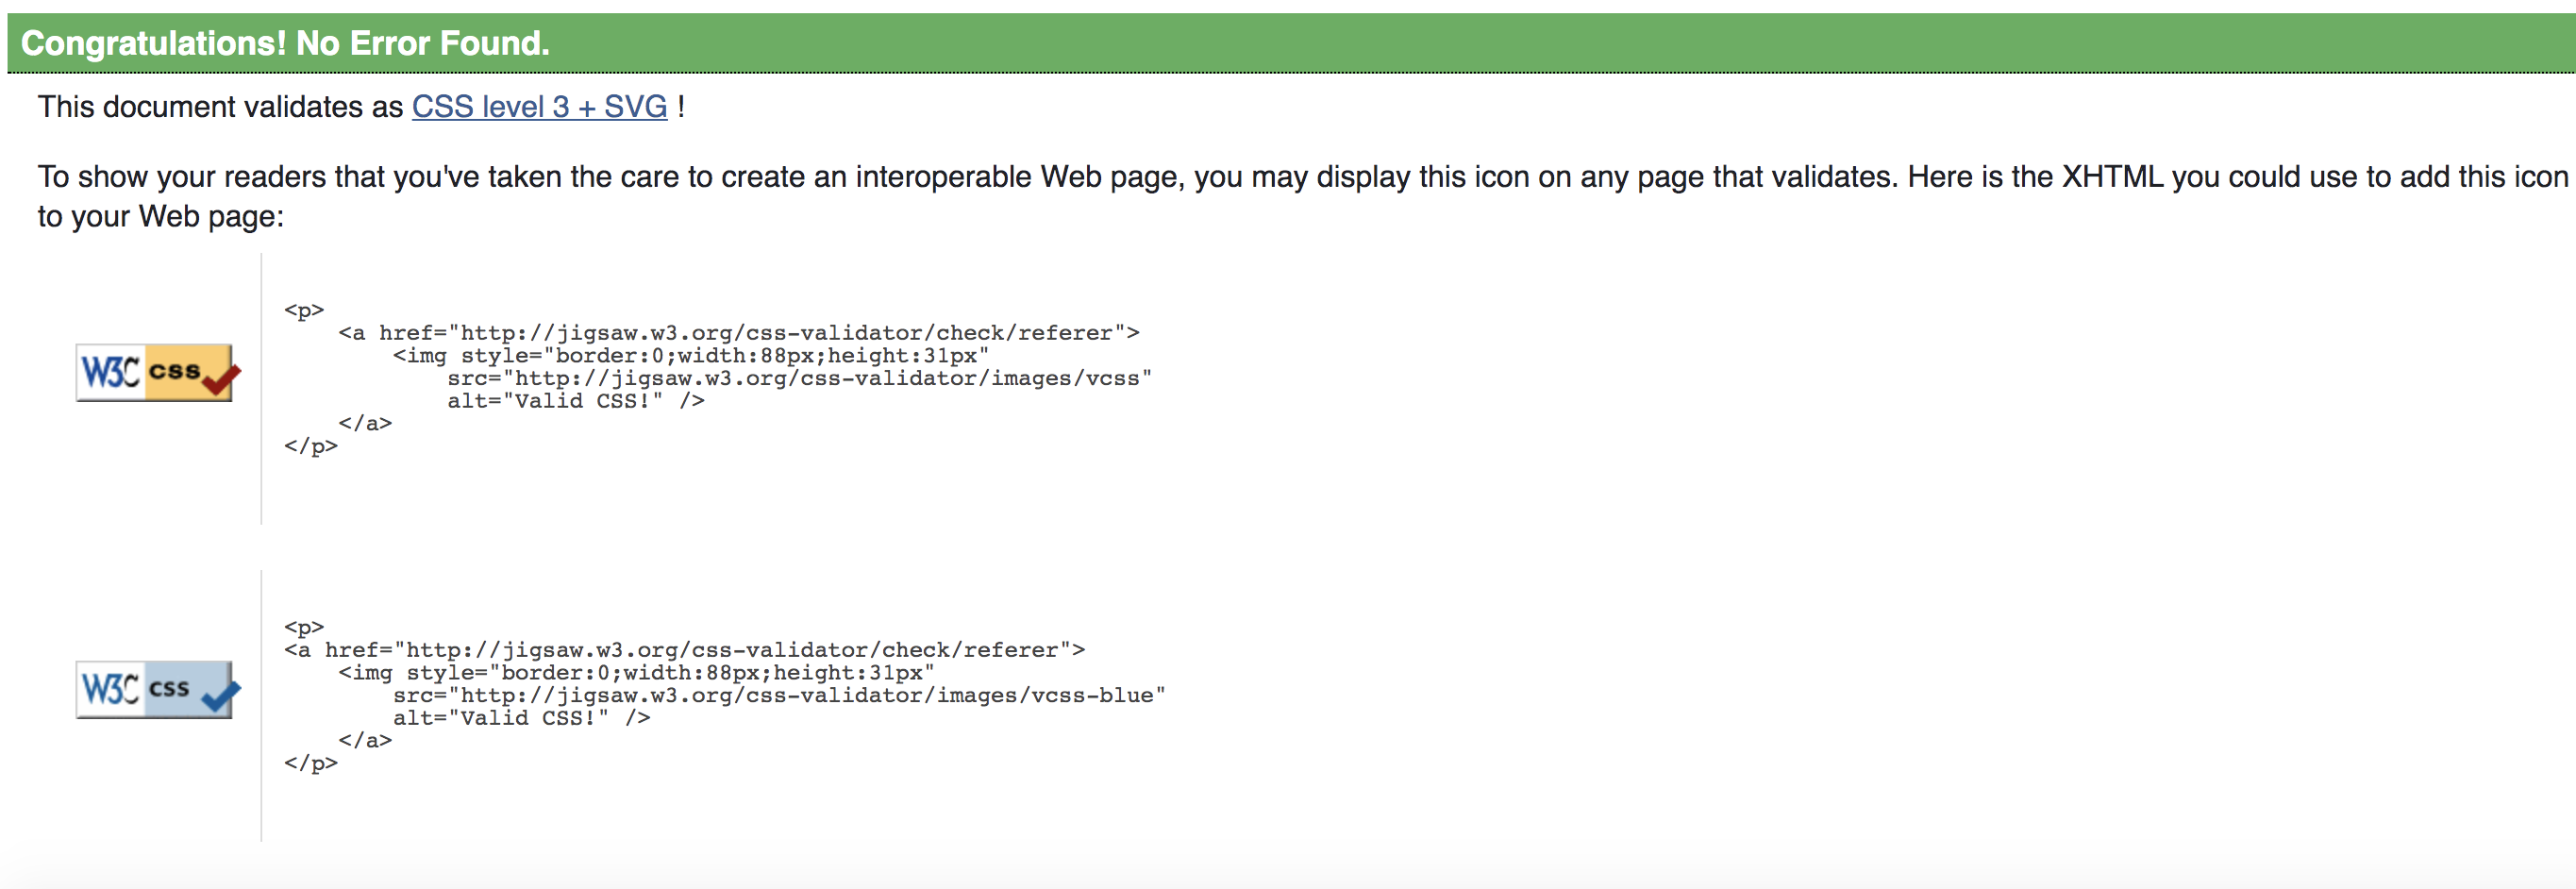 Congratulations! No Error Found.
This document validates as CSS level 3 + SVG !
To show your readers that you've taken the care to create an interoperable Web page, you may display this icon on any page that validates. Here is the XHTML you could use to add this icon
to your Web page:
<p>
    <a href="http://jigsaw.w3.org/css-validator/check/referer">
        <img style="border:0;width:88px;height:31px"
            src="http://jigsaw.w3.org/css-validator/images/vcss"
            alt="Valid CSS!" />
    </a>
</p>
W3C css
<p>
<a href="http://jigsaw.w3.org/css-validator/check/referer">
    <img style="border:0;width:88px;height:31px"
        src="http://jigsaw.w3.org/css-validator/images/vcss-blue"
        alt="Valid CSS!" />
    </a>
</p>
W3C css